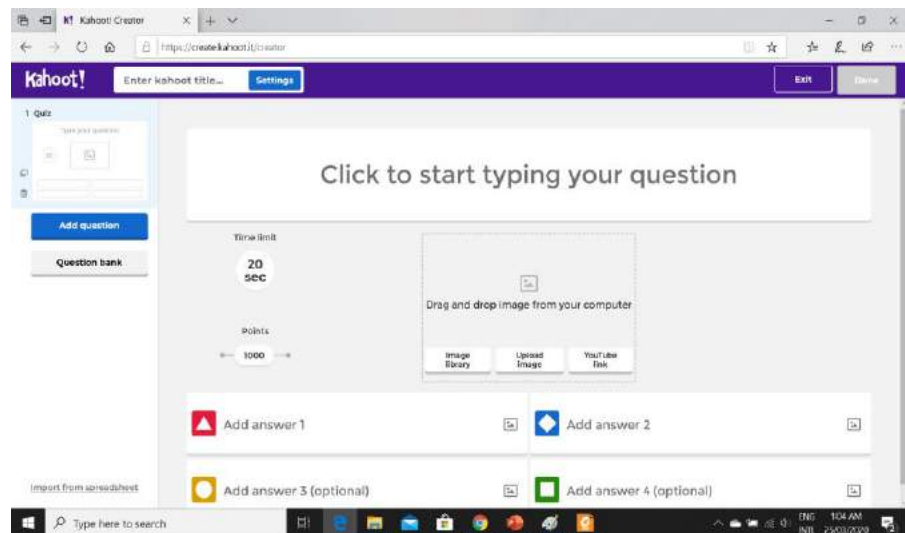 K! Kahoot! Creator
https://create.kahoot.it/creator
Kahoot!
Enter kahoot title...
Settings
Exit
Done
1 Quiz
Type your question
Add question
Question bank
Import from spreadsheet
Click to start typing your question
Time limit
20
sec
Points
1000
Drag and drop image from your computer
Image
library
Upload
image
YouTube
link
Add answer 1
Add answer 2
Add answer 3 (optional)
Add answer 4 (optional)
Type here to search
ENG
INTL
1:04 AM
25/03/2020